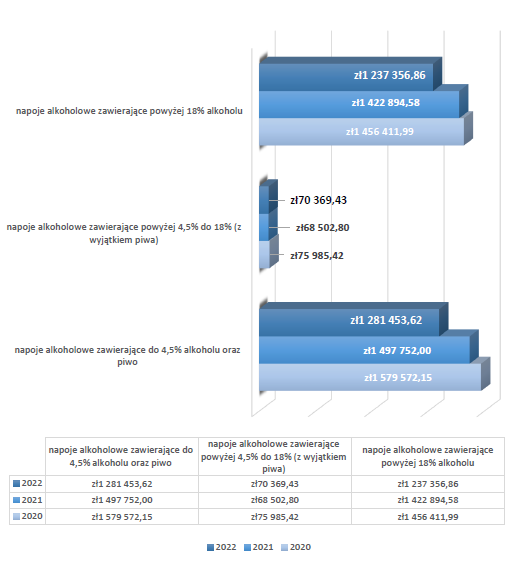 zł1 237 356,86
napoje alkoholowe zawierające powyżej 18% alkoholu
zł1 422 894,58
zł1 456 411,99
zł70 369,43
napoje alkoholowe zawierające powyżej 4,5% do 18% (z
wyjątkiem piwa)
zł68 502,80
zł75 985,42
zł1 281 453,62
napoje alkoholowe zawierające do 4,5% alkoholu oraz
piwo
zł1 497 752,00
zł1 579 572,15
napoje alkoholowe zawierające do
4,5% alkoholu oraz piwo
napoje alkoholowe zawierające
powyżej 4,5% do 18% (z wyjątkiem
piwa)
napoje alkoholowe zawierające
powyżej 18% alkoholu
2022 zł1 281 453,62 zł70 369,43 zł1 237 356,86
2021 zł1 497 752,00 zł68 502,80 zł1 422 894,58
2020 zł1 579 572,15 zł75 985,42 zł1 456 411,99
2022 2021 2020